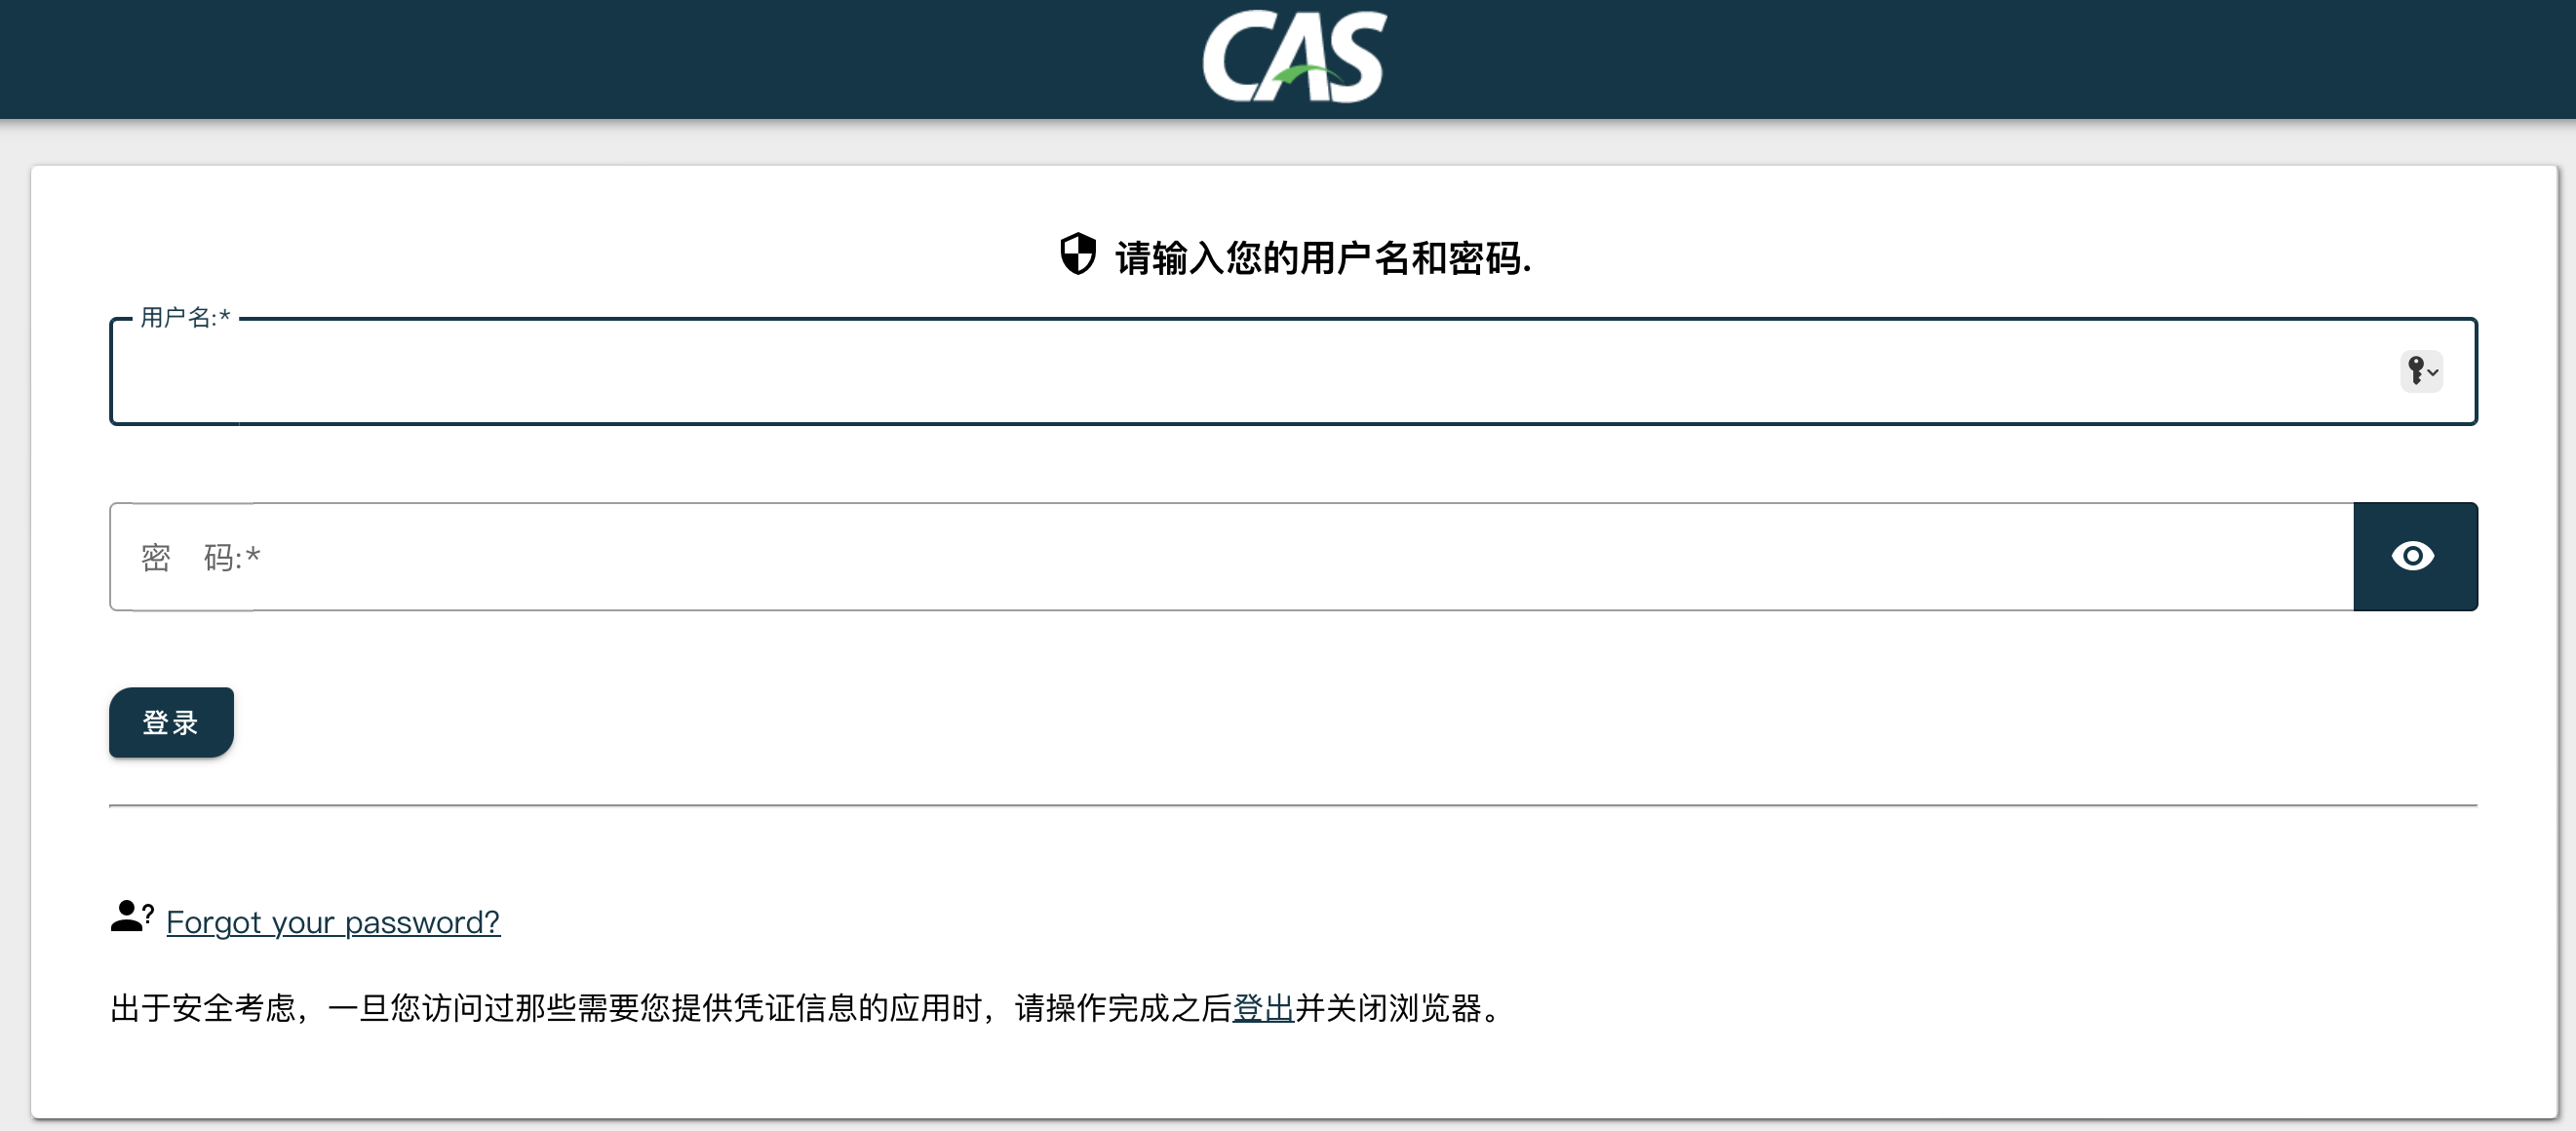 CAS
请输入您的用户名和密码.
用户名:*
密　码:*
登录
Forgot your password?
出于安全考虑，一旦您访问过那些需要您提供凭证信息的应用时，请操作完成之后登出并关闭浏览器。